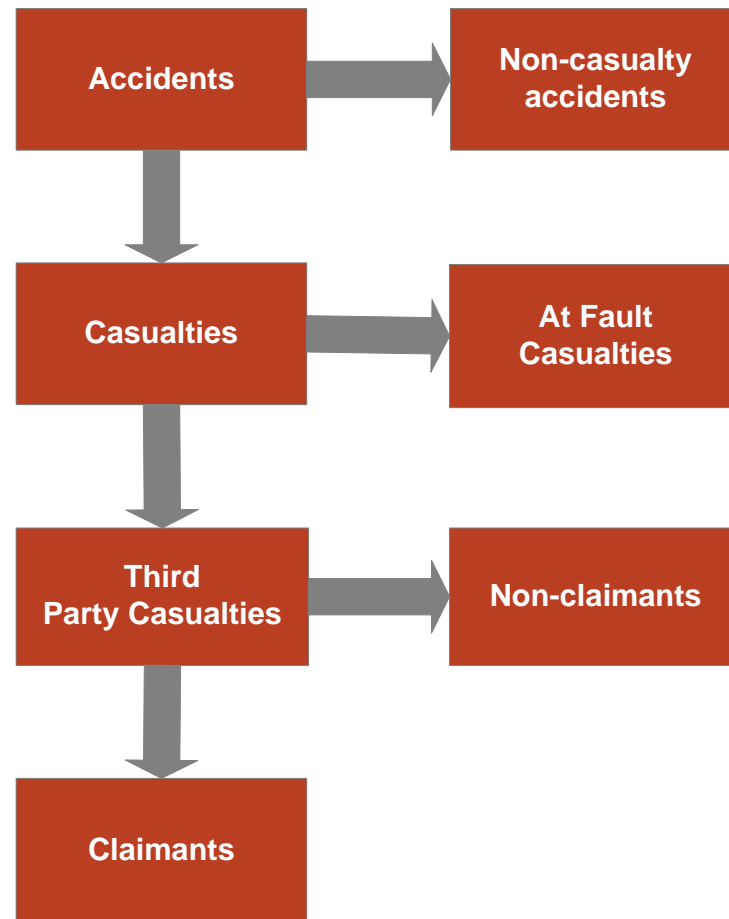 Accidents
Non-casualty
accidents
Casualties
At Fault
Casualties
Third
Party Casualties
Non-claimants
Claimants